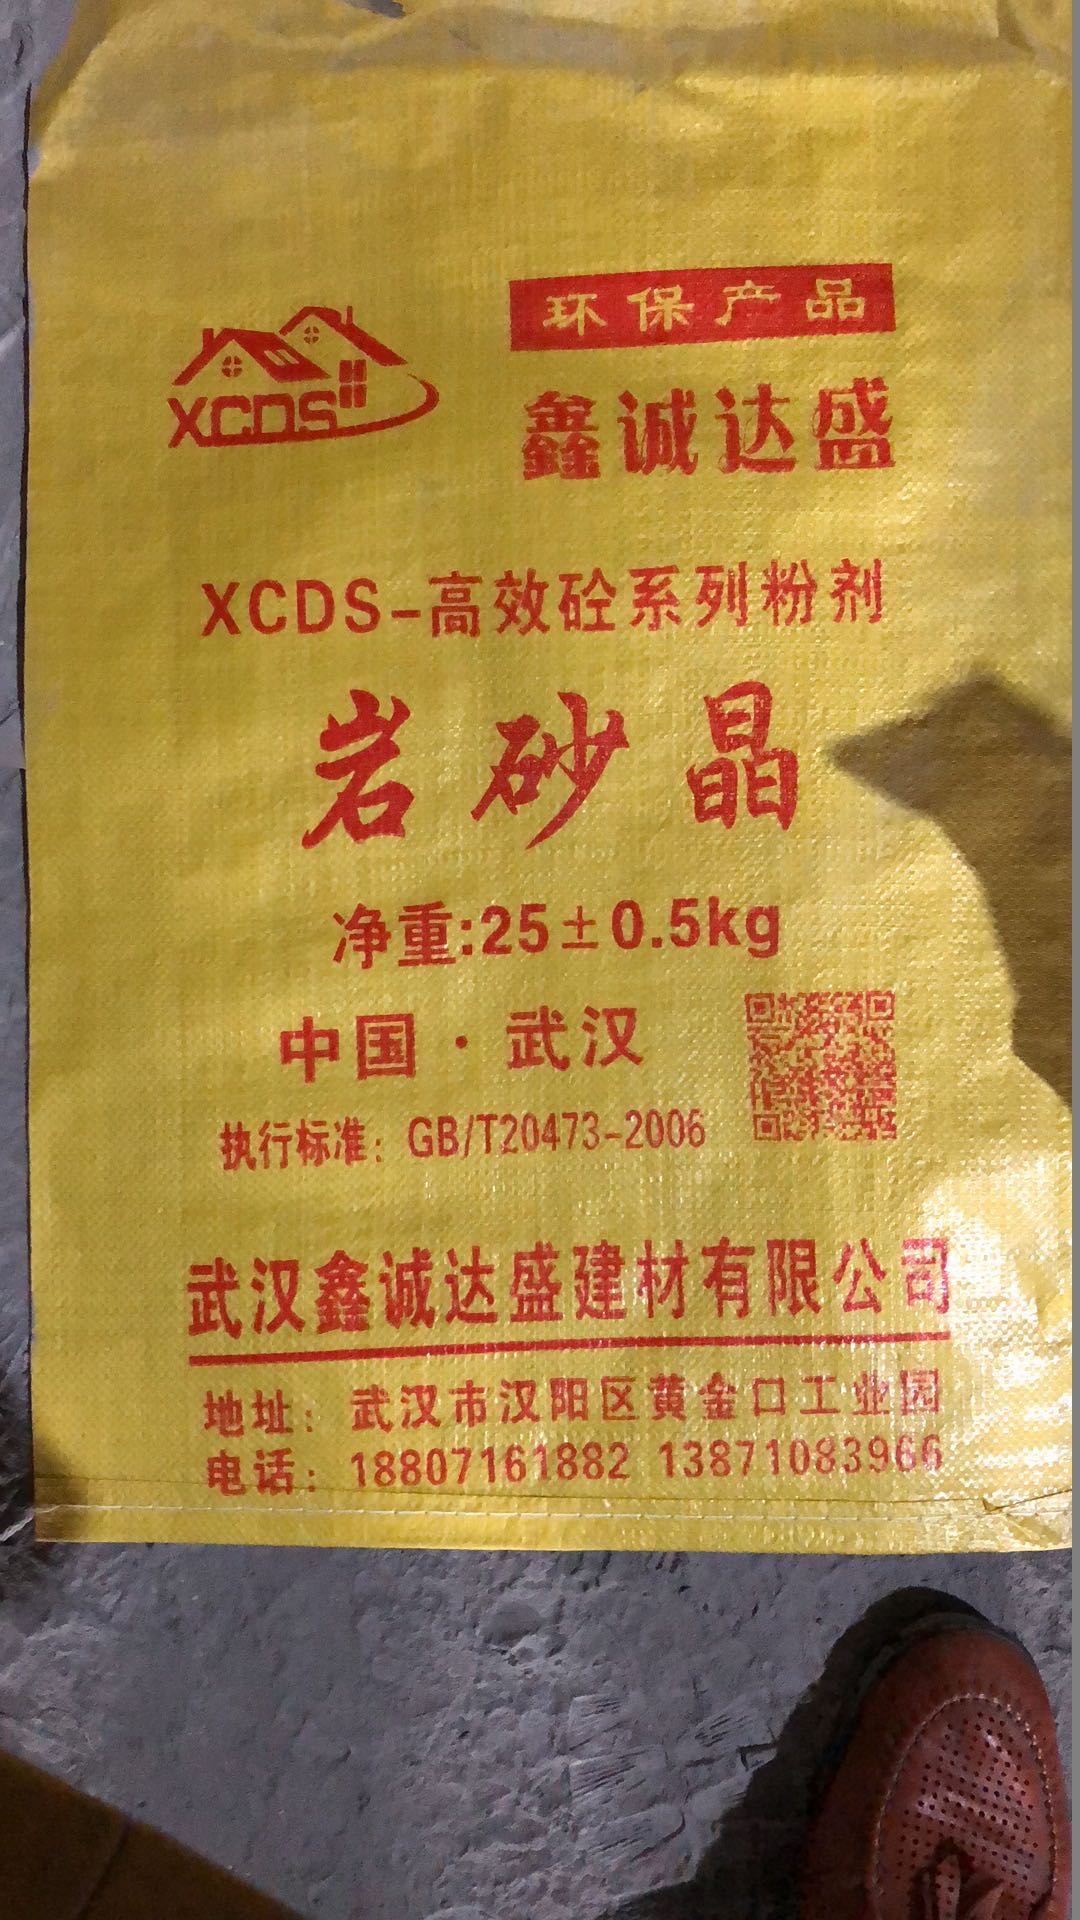 环保产品
XCDS
鑫诚达盛
XCDS-高效砼系列粉剂
岩砂晶
净重:25±0.5kg
中国·武汉
执行标准：GB/T20473-2006
武汉鑫诚达盛建材有限公司
地址：武汉市汉阳区黄金口工业园
电话：18807161882 13871083966